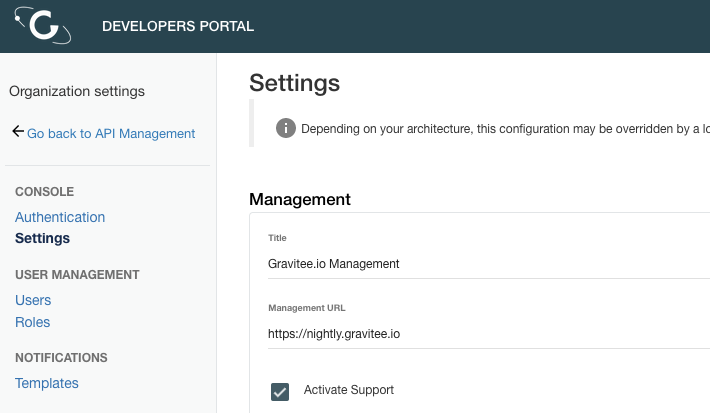 DEVELOPERS PORTAL
Organization settings
Go back to API Management
CONSOLE
Authentication
Settings
USER MANAGEMENT
Users
Roles
NOTIFICATIONS
Templates
Settings
Depending on your architecture, this configuration may be overridden by a
Management
Title
Gravitee.io Management
Management URL
https://nightly.gravitee.io
Activate Support